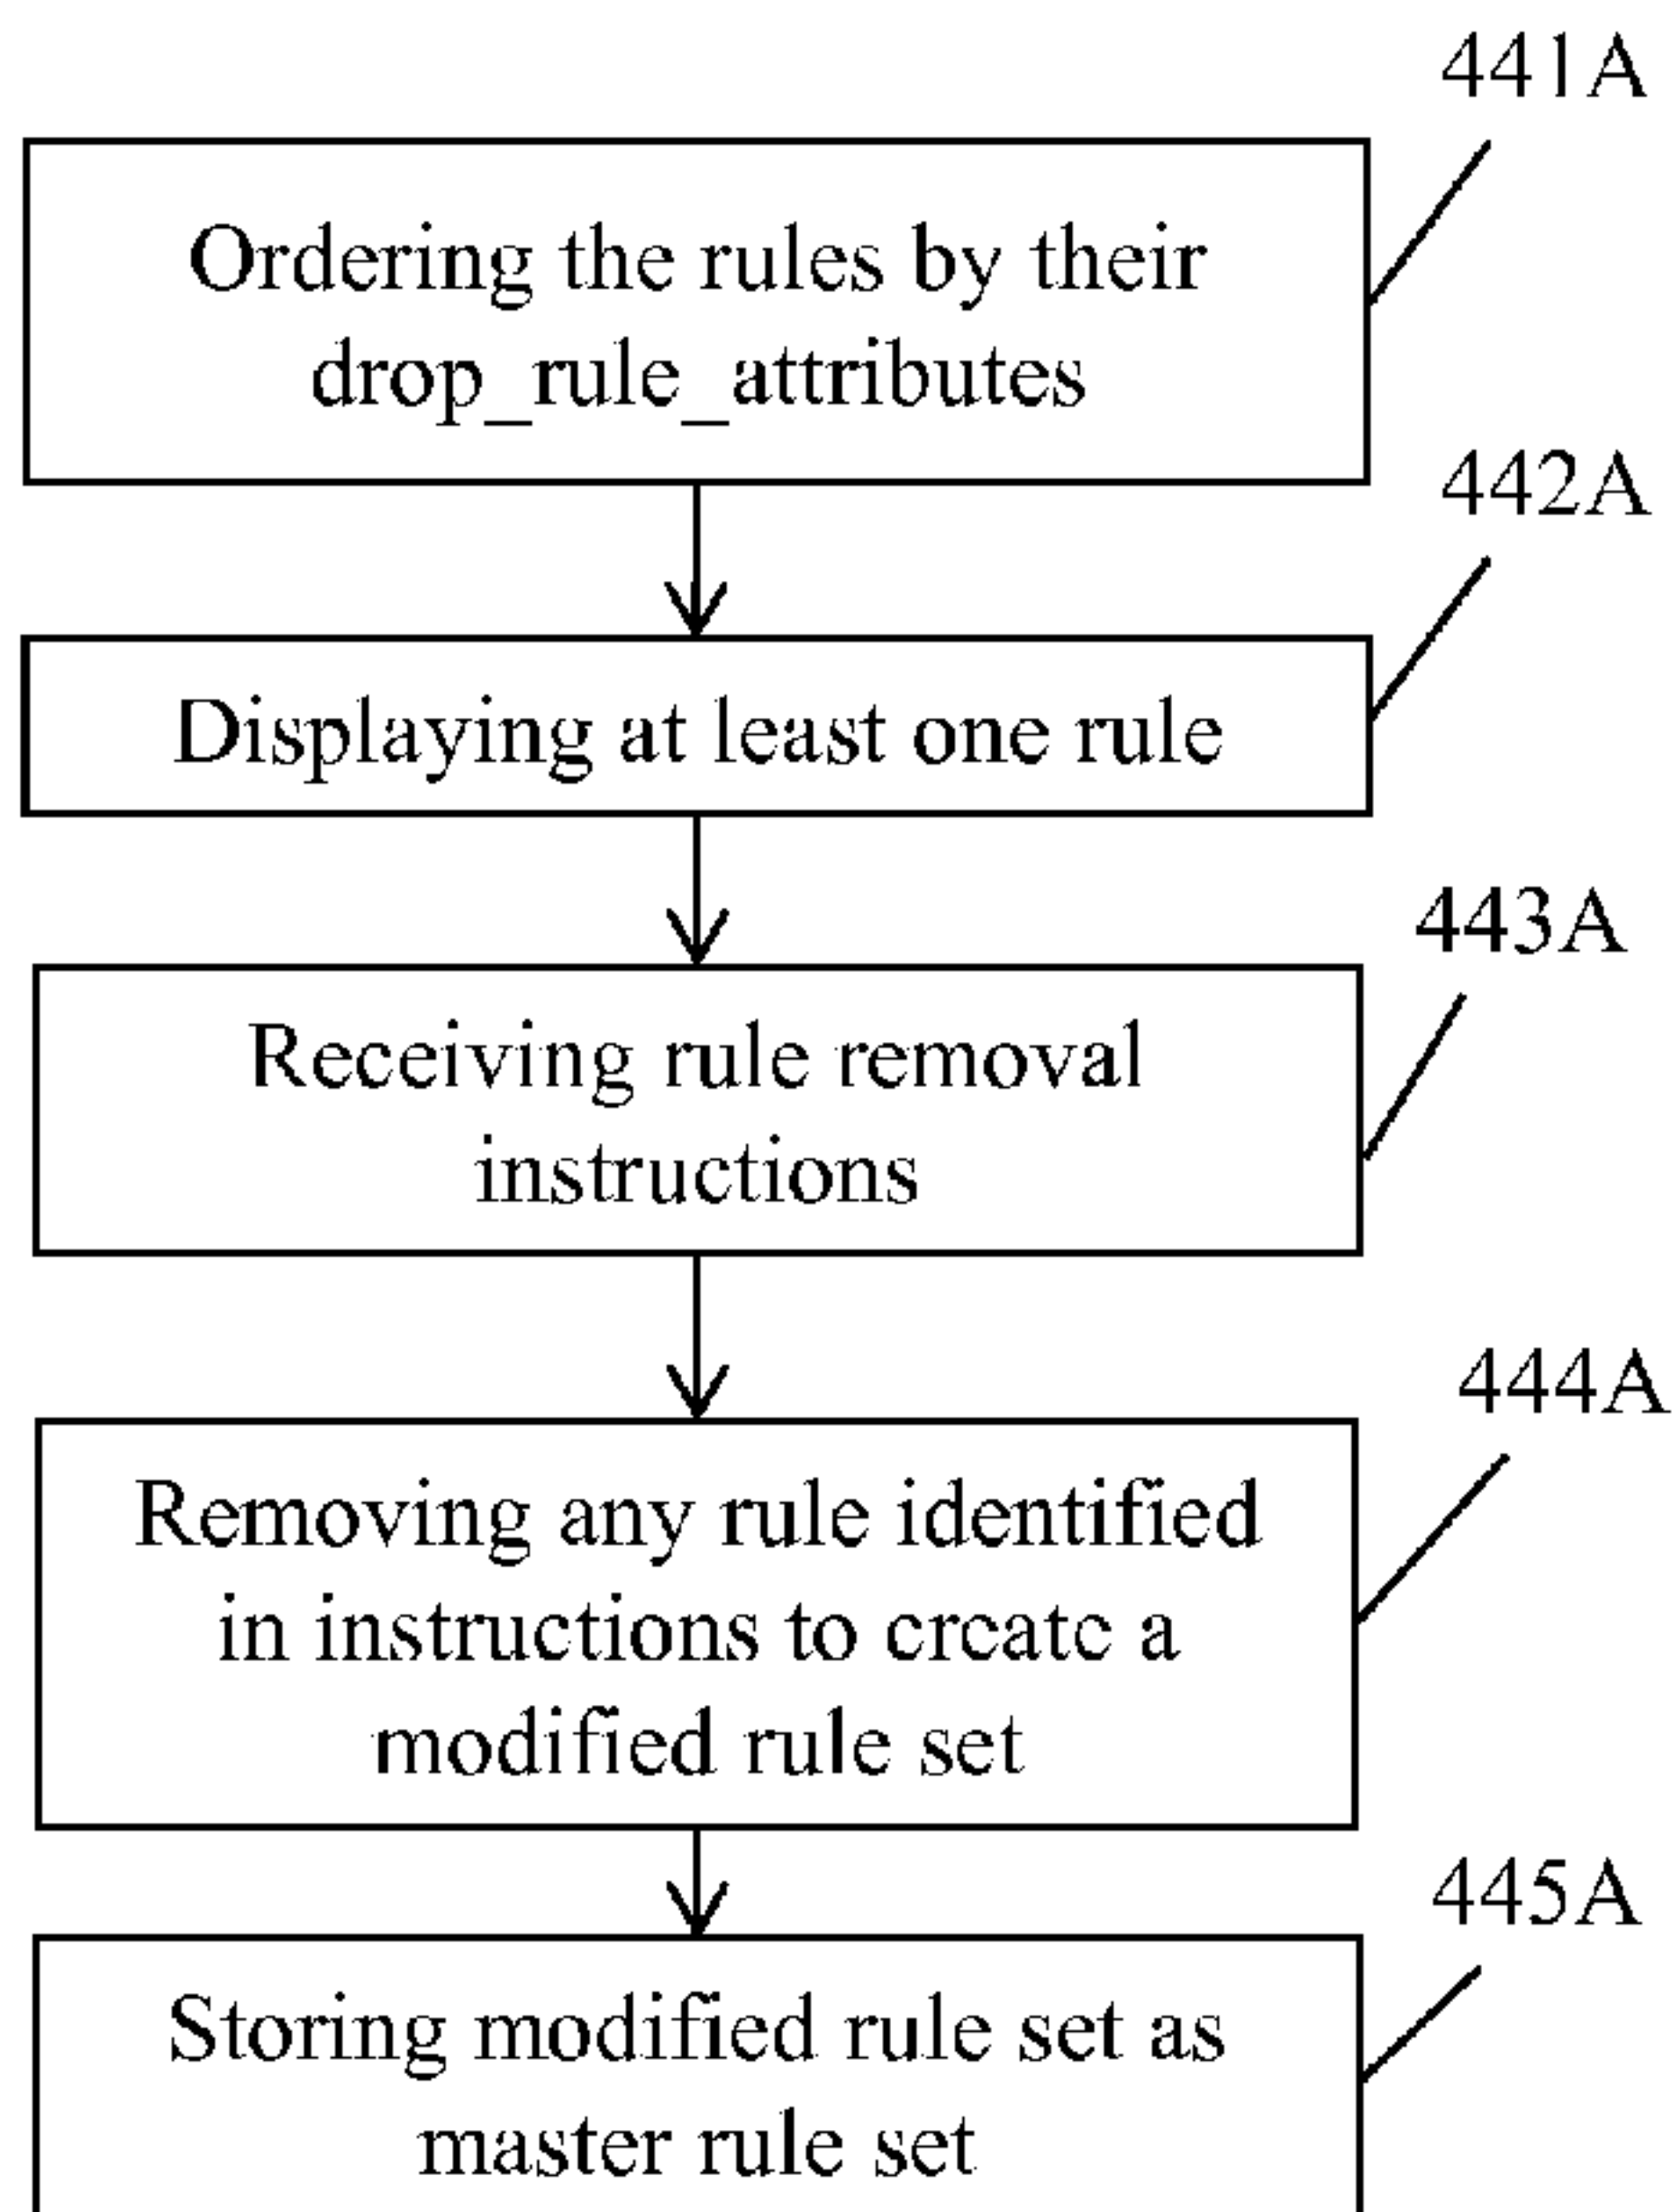 441A
Ordering the rules by their
drop_rule_attributes
442A
Displaying at least one rule
443A
Receiving rule removal
instructions
444A
Removing any rule identified
in instructions to create a
modified rule set
445A
Storing modified rule set as
master rule set